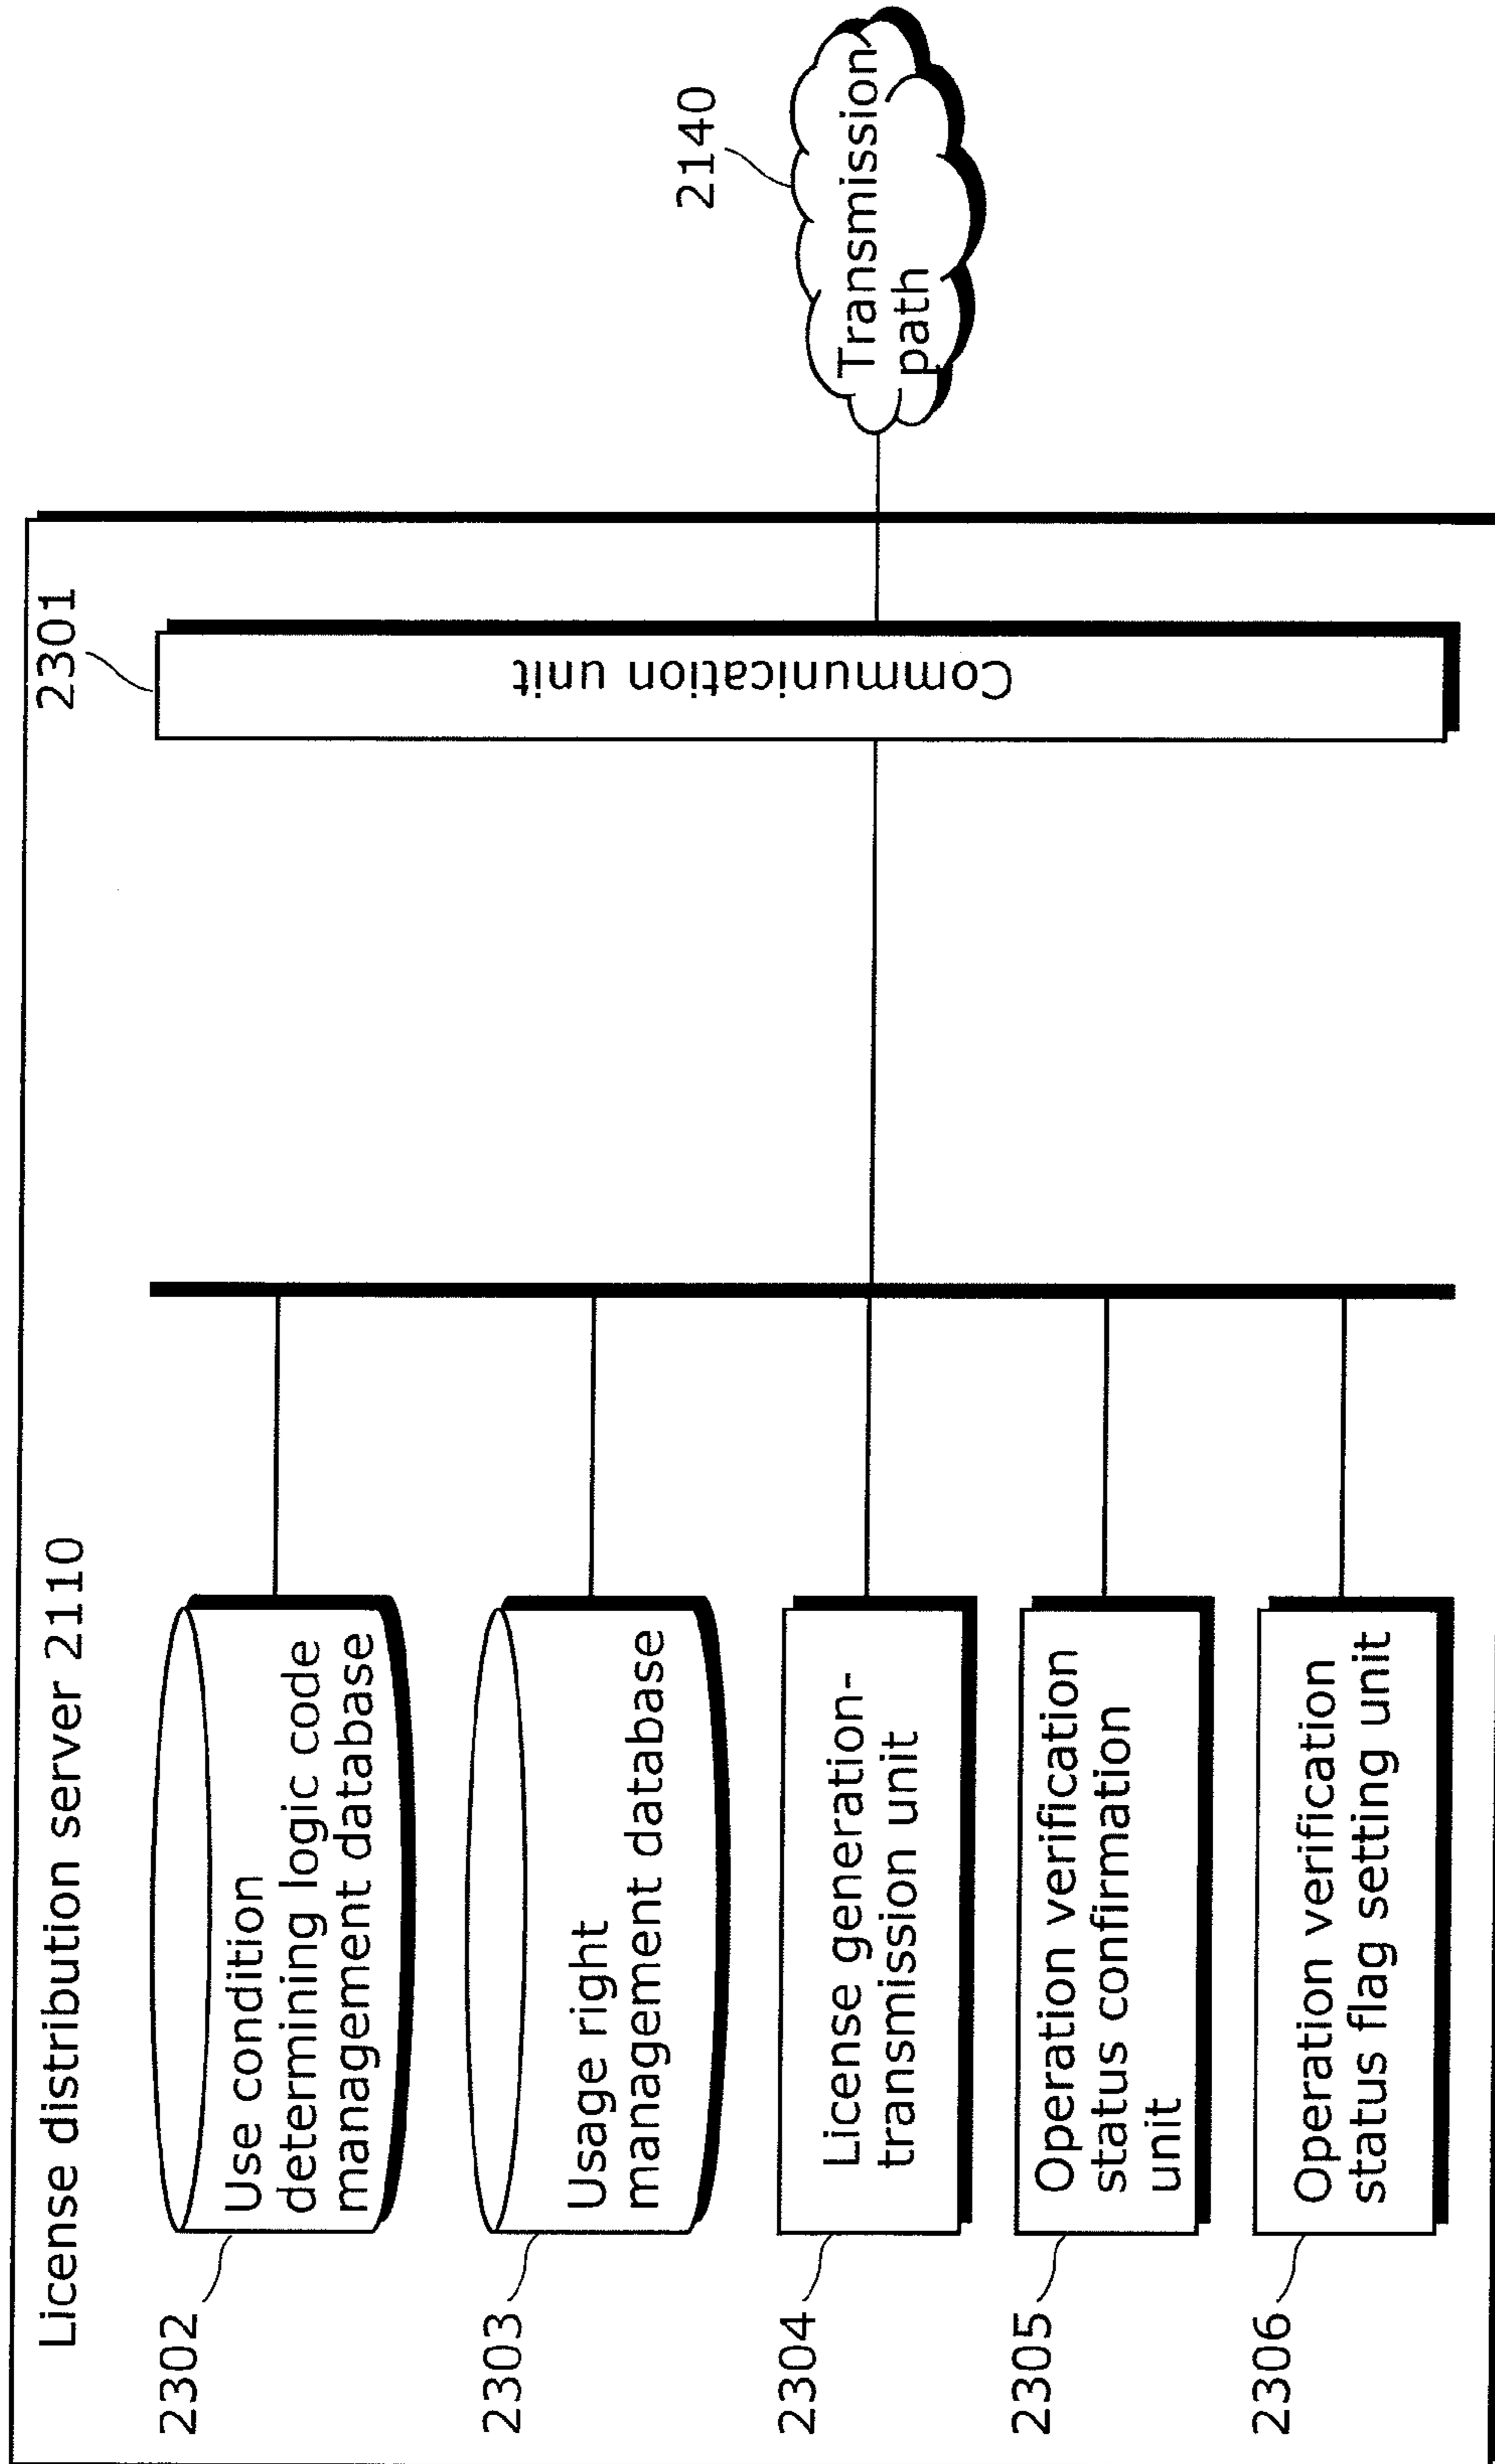 License distribution server 2110
2302
Use condition
determining logic code
management database
2303
Usage right
management database
2304
License generation-
transmission unit
2305
Operation verification
status confirmation
unit
2306
Operation verification
status flag setting unit
2301
Communication unit
2140
Transmission
path